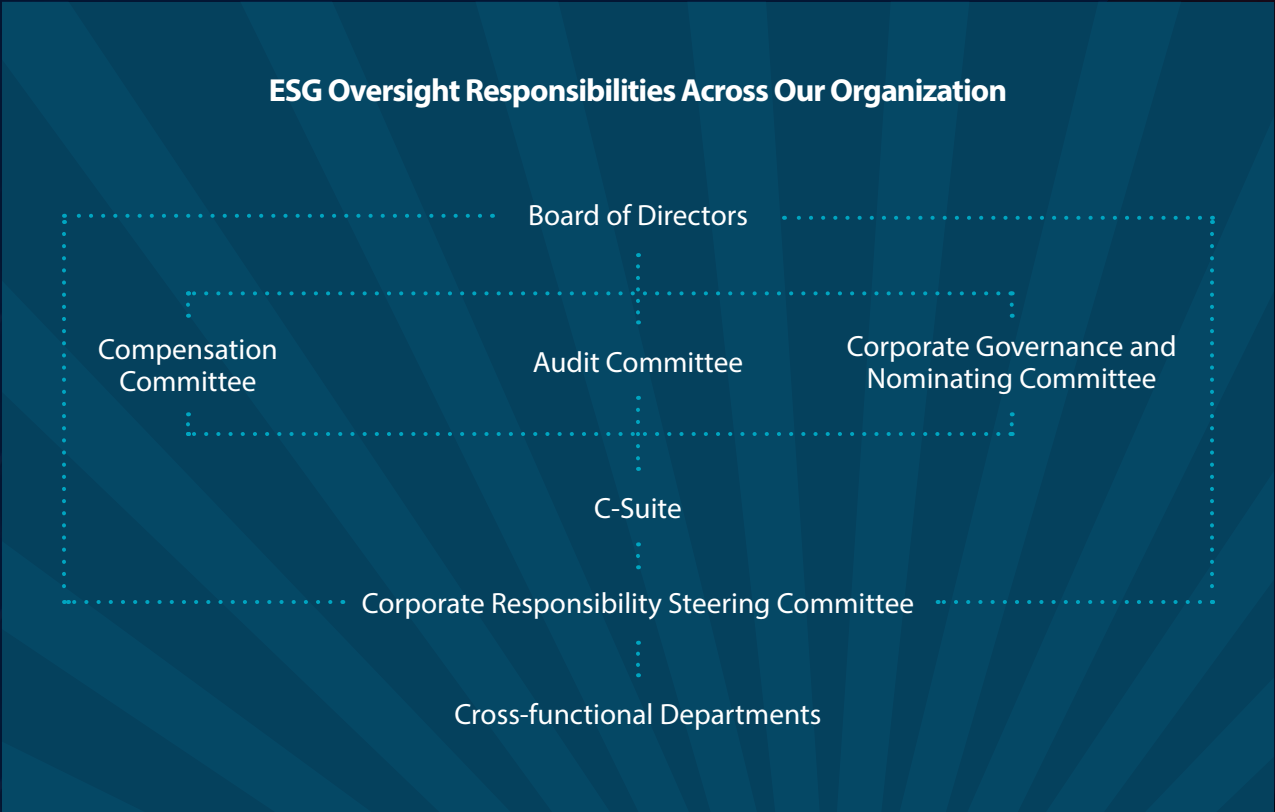 ESG Oversight Responsibilities Across Our Organization
Board of Directors
Compensation
Committee
Audit Committee
Corporate Governance and
Nominating Committee
C-Suite
Corporate Responsibility Steering Committee
Cross-functional Departments